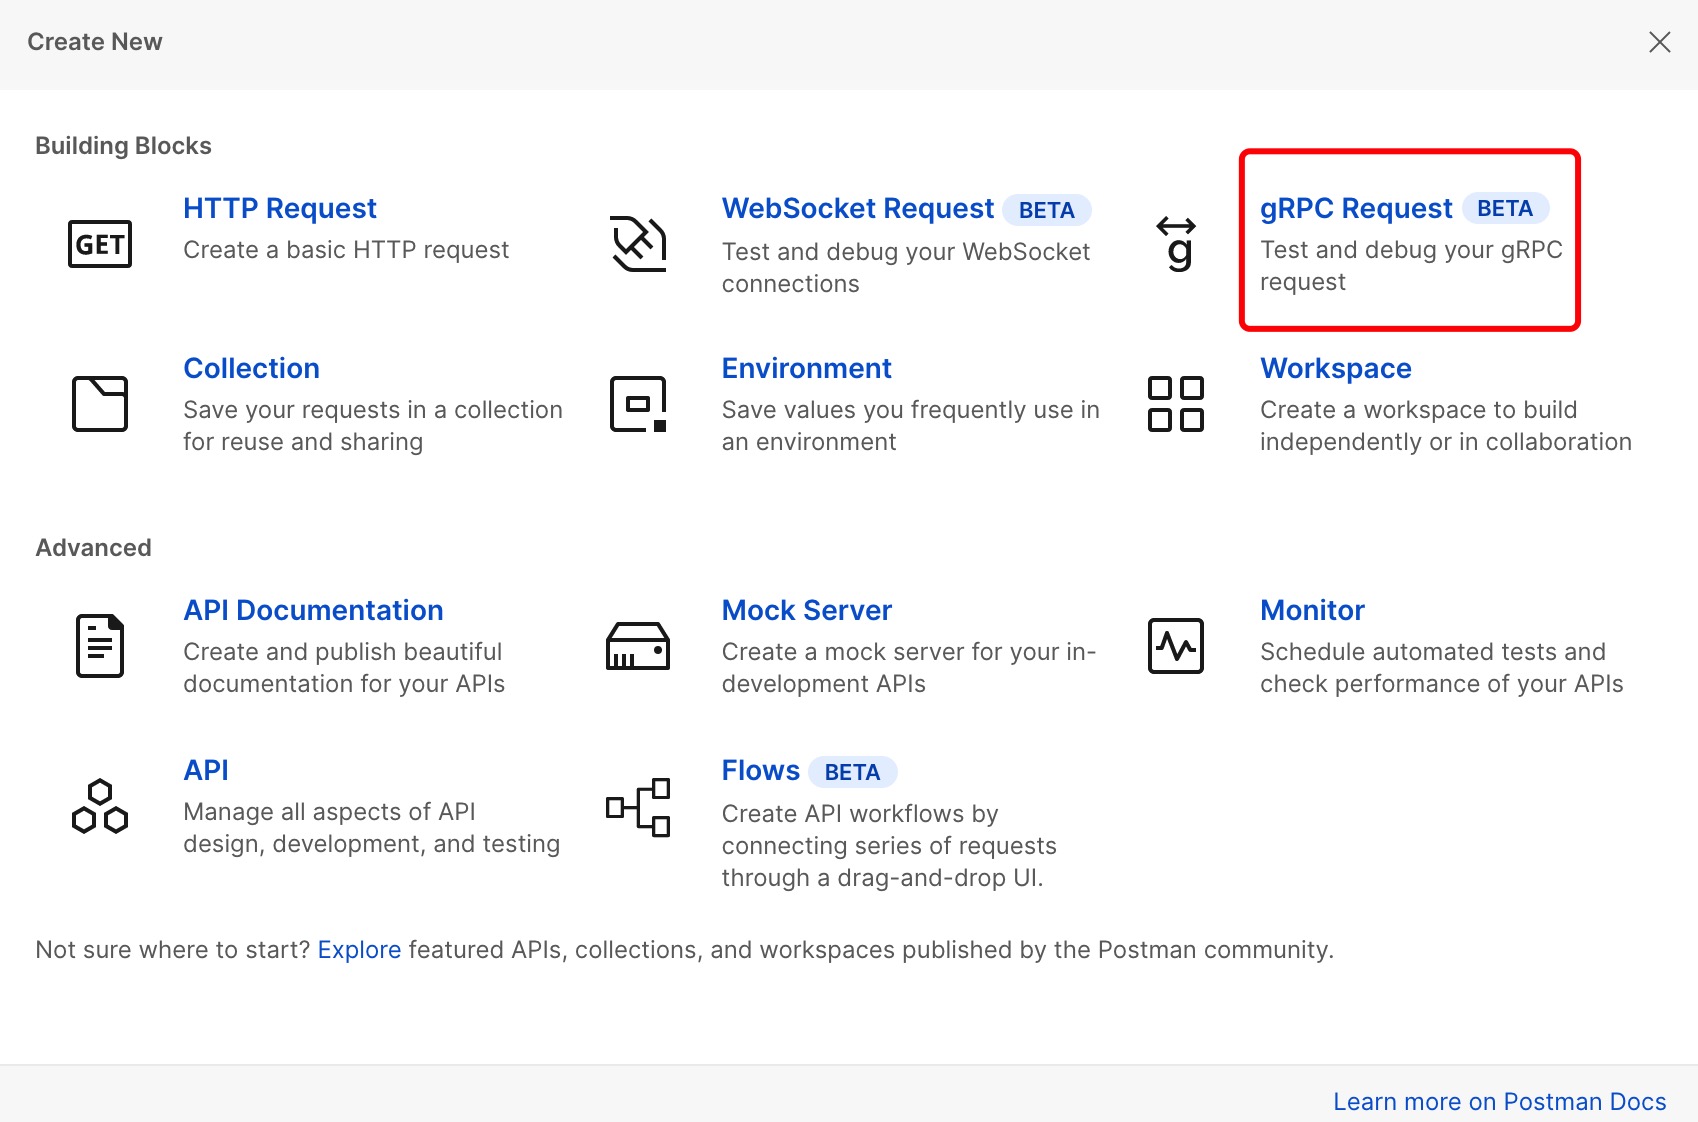 Create New
Building Blocks
GET
HTTP Request
Create a basic HTTP request
WebSocket Request BETA
Test and debug your WebSocket
connections
g
gRPC Request BETA
Test and debug your gRPC
request
Collection
Save your requests in a collection
for reuse and sharing
Environment
Save values you frequently use in
an environment
Workspace
Create a workspace to build
independently or in collaboration
Advanced
API Documentation
Create and publish beautiful
documentation for your APIs
Mock Server
Create a mock server for your in-
development APIs
Monitor
Schedule automated tests and
check performance of your APIs
API
Manage all aspects of API
design, development, and testing
Flows BETA
Create API workflows by
connecting series of requests
through a drag-and-drop UI.
Not sure where to start? Explore featured APIs, collections, and workspaces published by the Postman community.
Learn more on Postman Docs